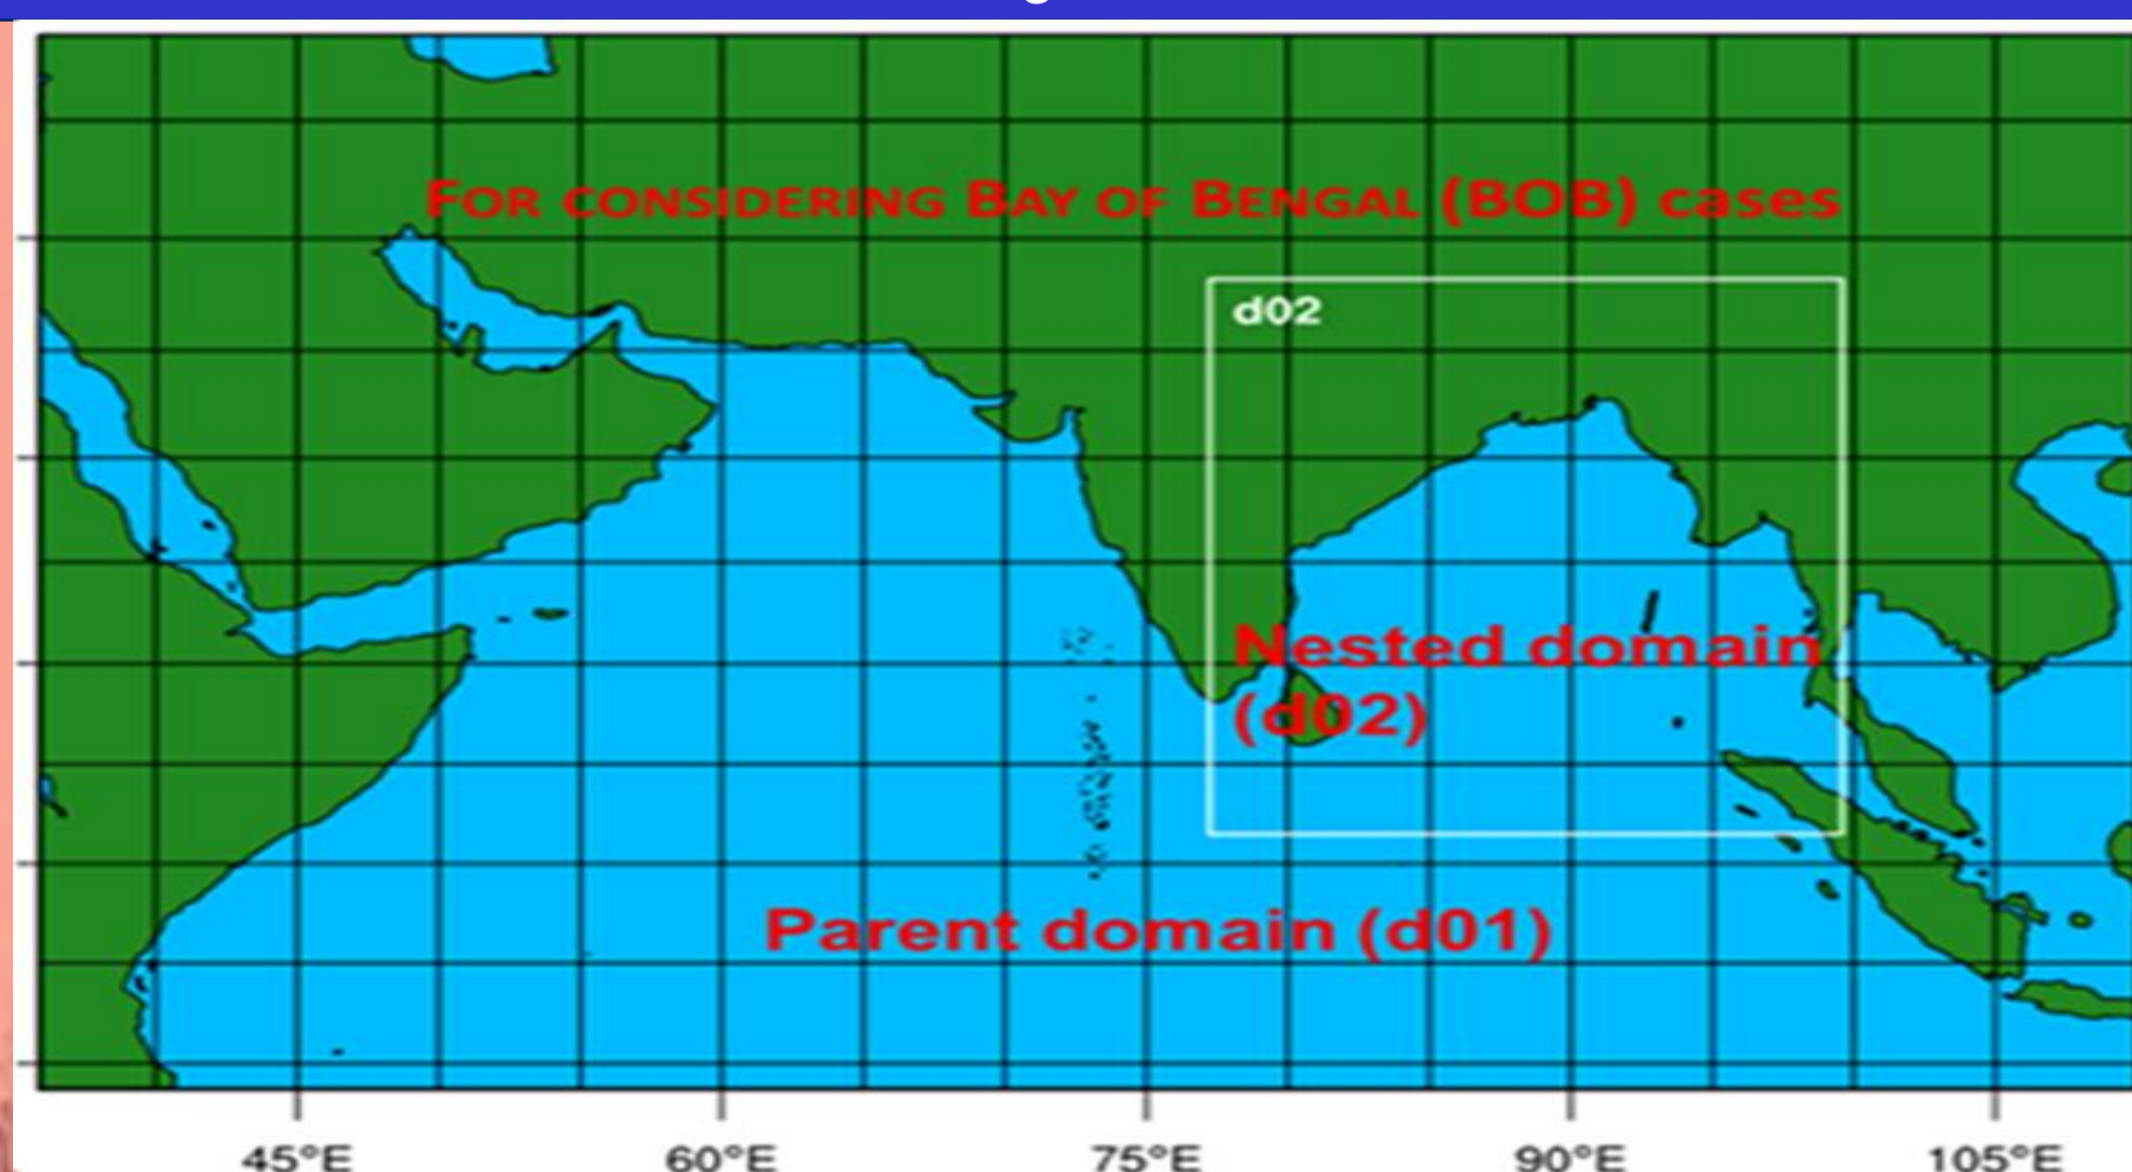 FOR CONSIDERING BAY OF BENGAL (BOB) cases
d02
Nested domain
(d02)
Parent domain (d01)
45°E 60°E 75°E 90°E 105°E